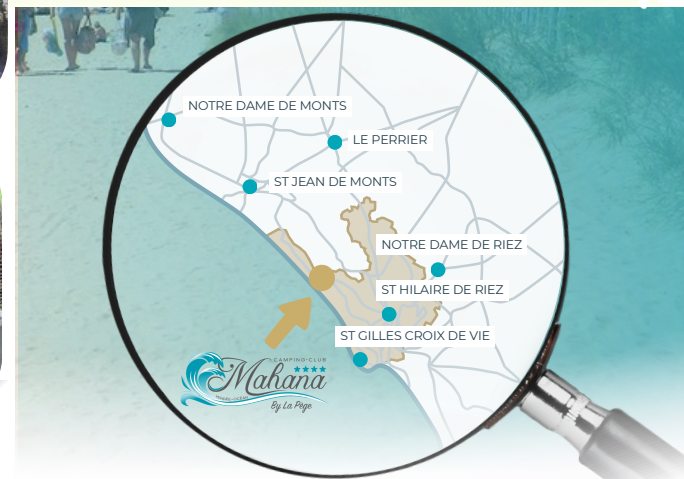 NOTRE DAME DE MONTS
LE PERRIER
ST JEAN DE MONTS
NOTRE DAME DE RIEZ
ST HILAIRE DE RIEZ
ST GILLES CROIX DE VIE
CAMPING-CLUB
Mahana
By La Pège